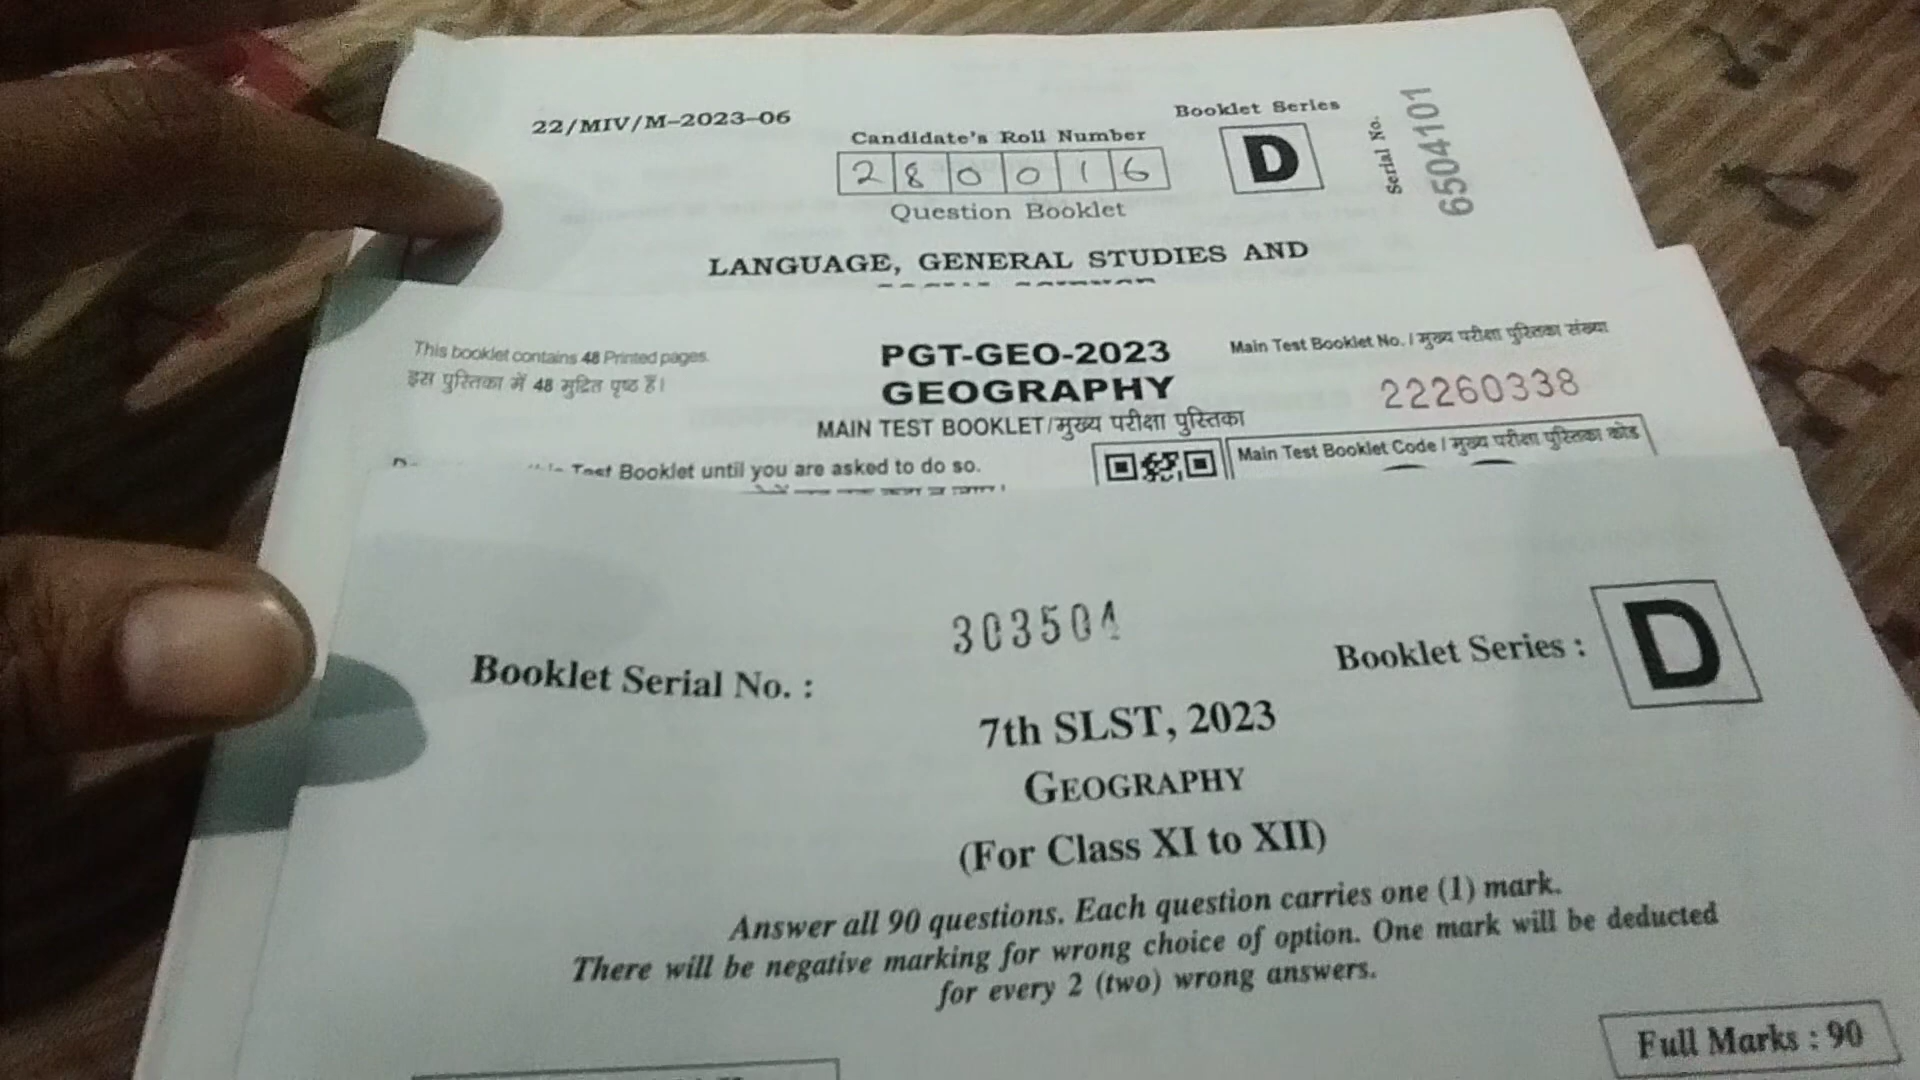 22/MIV/M-2023-06
Candidate's Roll Number
280016
Question Booklet
Booklet Series
D
Serial No.
6504101
LANGUAGE, GENERAL STUDIES AND
This booklet contains 48 Printed pages.
इस पुस्तिका में 48 मुद्रित पृष्ठ हैं।
PGT-GEO-2023
GEOGRAPHY
MAIN TEST BOOKLET/मुख्य परीक्षा पुस्तिका
Main Test Booklet No. / मुख्य परीक्षा पुस्तिका संख्या
22260338
Main Test Booklet Code / मुख्य परीक्षा पुस्तिका कोड
Test Booklet until you are asked to do so.
303504
Booklet Serial No. :
Booklet Series :
D
7th SLST, 2023
GEOGRAPHY
(For Class XI to XII)
Answer all 90 questions. Each question carries one (1) mark.
There will be negative marking for wrong choice of option. One mark will be deducted
for every 2 (two) wrong answers.
Full Marks : 90